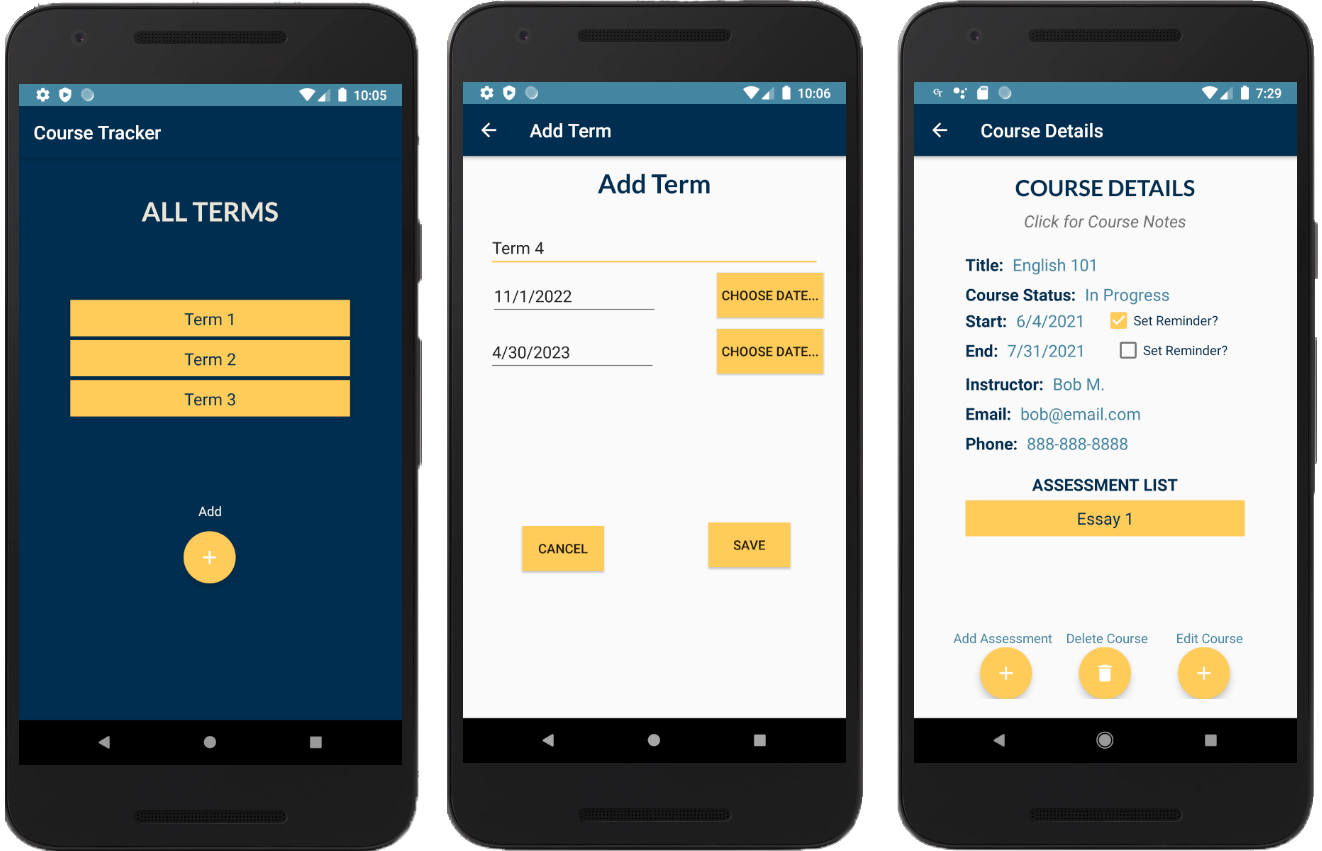 10:05
Course Tracker
ALL TERMS
Term 1
Term 2
Term 3
Add
10:06
Add Term
Add Term
Term 4
11/1/2022 CHOOSE DATE...
4/30/2023 CHOOSE DATE...
CANCEL SAVE
7:29
Course Details
COURSE DETAILS
Click for Course Notes
Title: English 101
Course Status: In Progress
Start: 6/4/2021 Set Reminder?
End: 7/31/2021 Set Reminder?
Instructor: Bob M.
Email: bob@email.com
Phone: 888-888-8888
ASSESSMENT LIST
Essay 1
Add Assessment Delete Course Edit Course